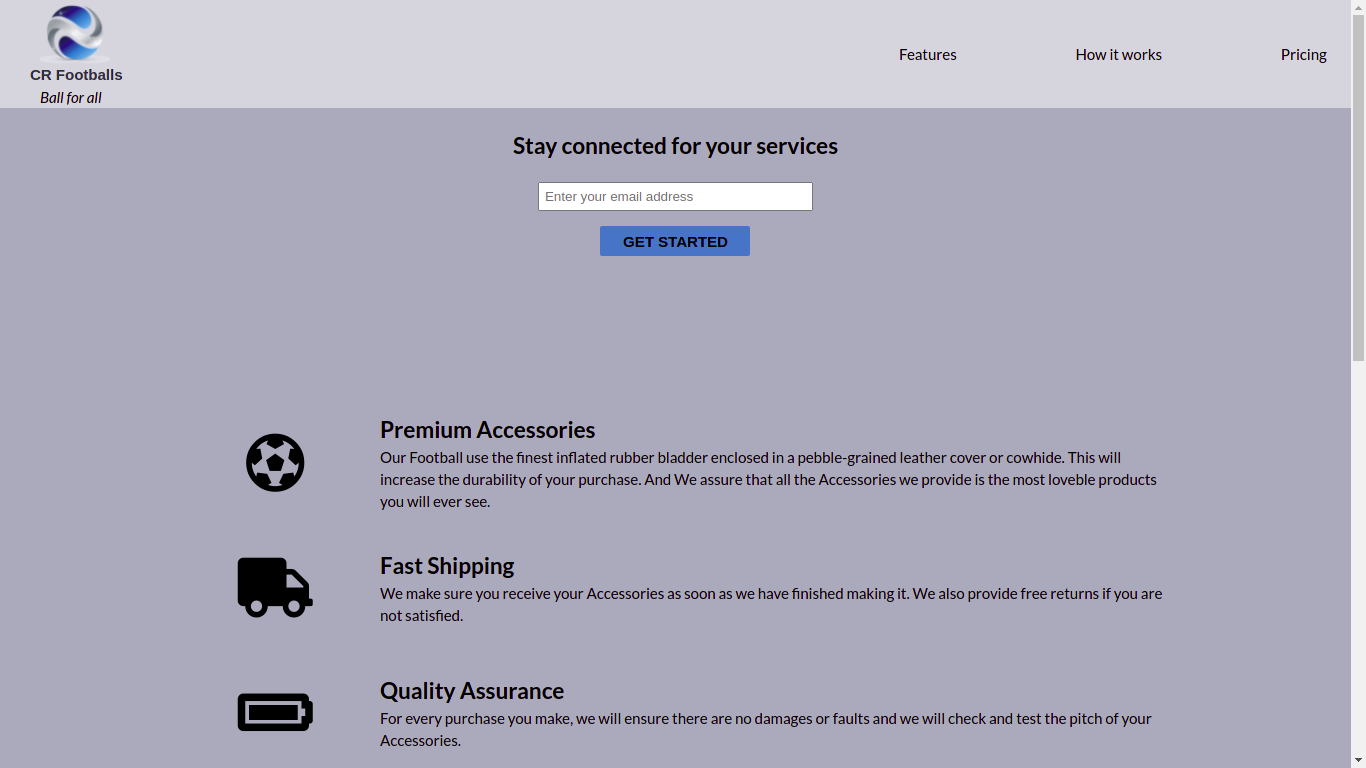 CR Footballs
Ball for all
Features
How it works
Pricing
Stay connected for your services
Enter your email address
GET STARTED
Premium Accessories
Our Football use the finest inflated rubber bladder enclosed in a pebble-grained leather cover or cowhide. This will
increase the durability of your purchase. And We assure that all the Accessories we provide is the most loveble products
you will ever see.
Fast Shipping
We make sure you receive your Accessories as soon as we have finished making it. We also provide free returns if you are
not satisfied.
Quality Assurance
For every purchase you make, we will ensure there are no damages or faults and we will check and test the pitch of your
Accessories.